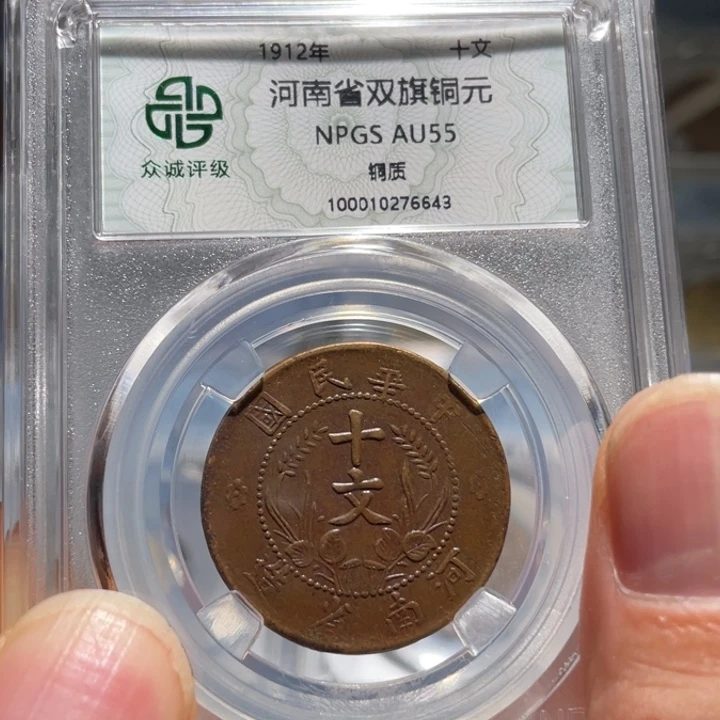 1912年
十文
河南省双旗铜元
NPGS AU55
众诚评级
铜质
100010276643
中華民國
十文
河南省造